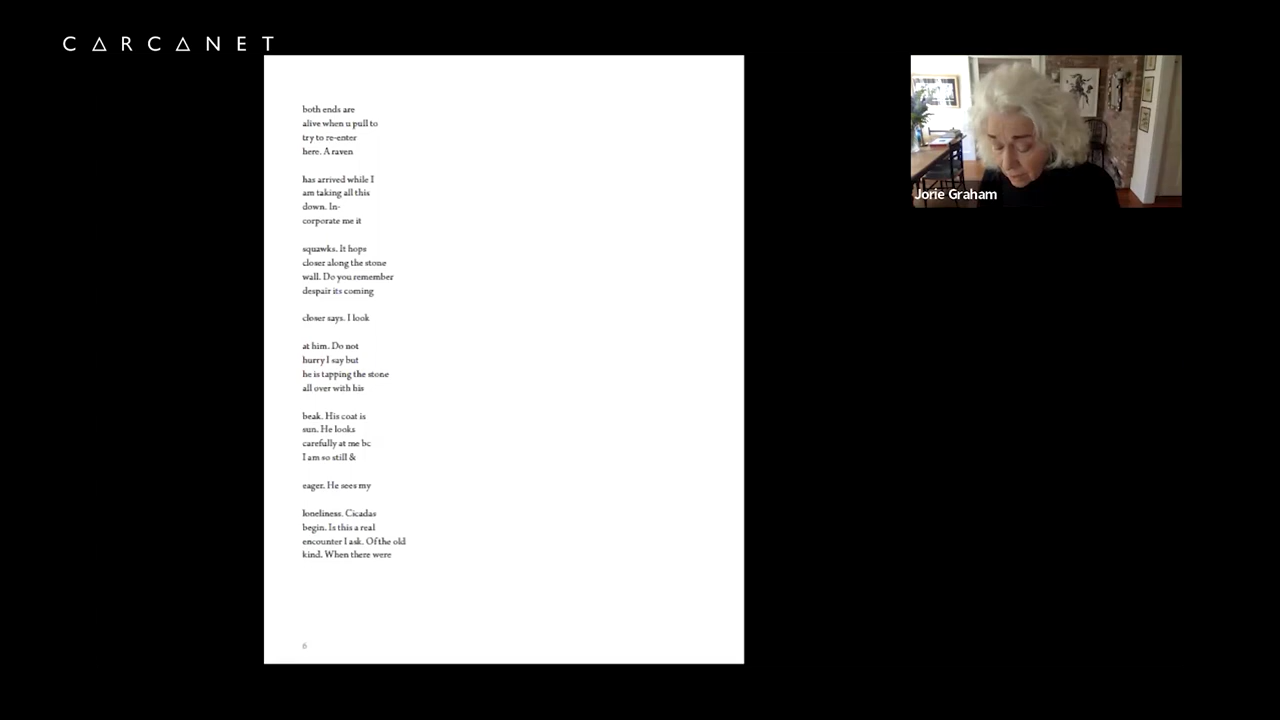 CARCANET
both ends are
alive when u pull to
try to re-enter
here. A raven
has arrived while I
am taking all this
down. In-
corporate me it
squawks. It hops
closer along the stone
wall. Do you remember
despair its coming
closer says. I look
at him. Do not
hurry I say but
he is tapping the stone
all over with his
beak. His coat is
sun. He looks
carefully at me bc
I am so still &
eager. He sees my
loneliness. Cicadas
begin. Is this a real
encounter I ask. Of the old
kind. When there were
6
Jorie Graham